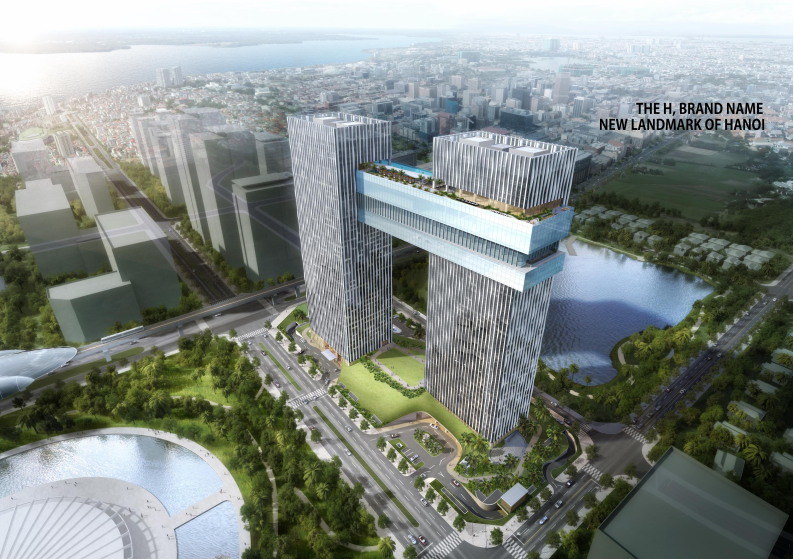 THE H, BRAND NAME
NEW LANDMARK OF HANOI